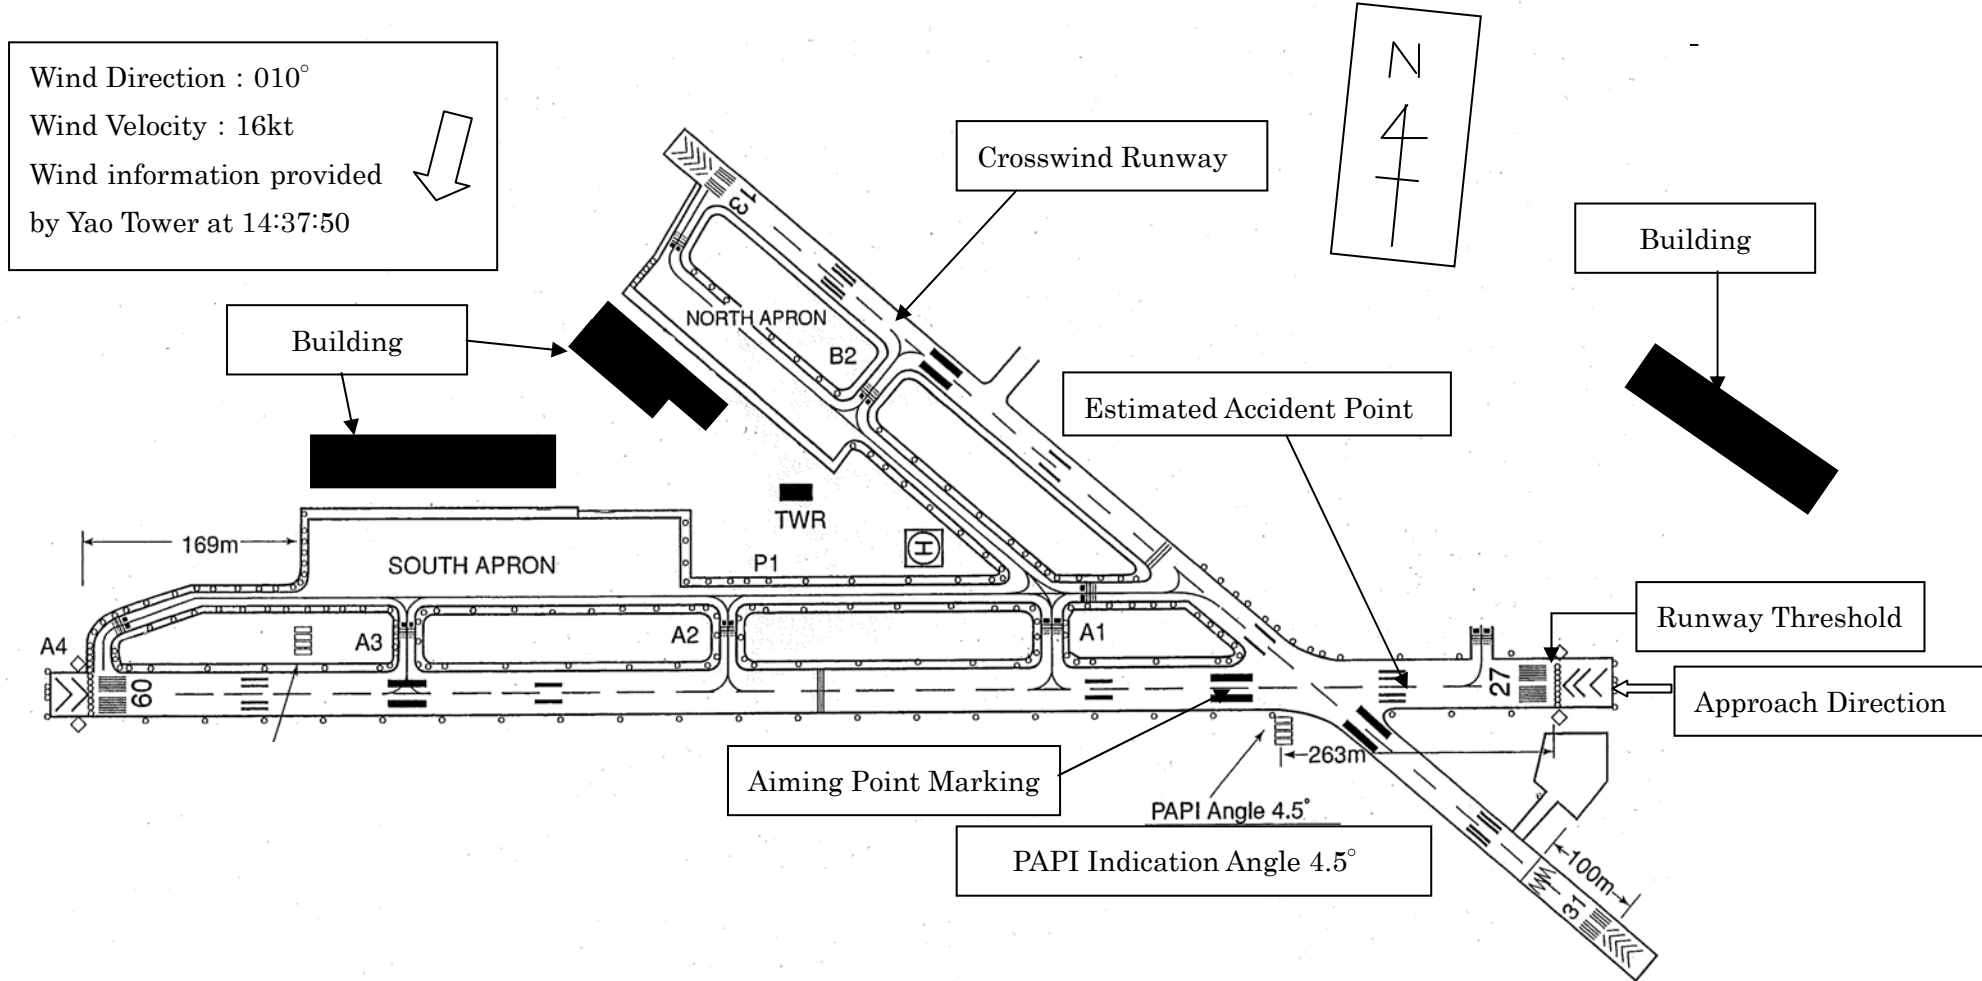 Wind Direction : 010°
Wind Velocity : 16kt
Wind information provided
by Yao Tower at 14:37:50
N
Crosswind Runway
Building
Building
13
NORTH APRON
B2
Estimated Accident Point
TWR
H
169m
SOUTH APRON
P1
Runway Threshold
A4
A3
A2
A1
09
27
Approach Direction
263m
Aiming Point Marking
PAPI Angle 4.5°
PAPI Indication Angle 4.5°
100m
31